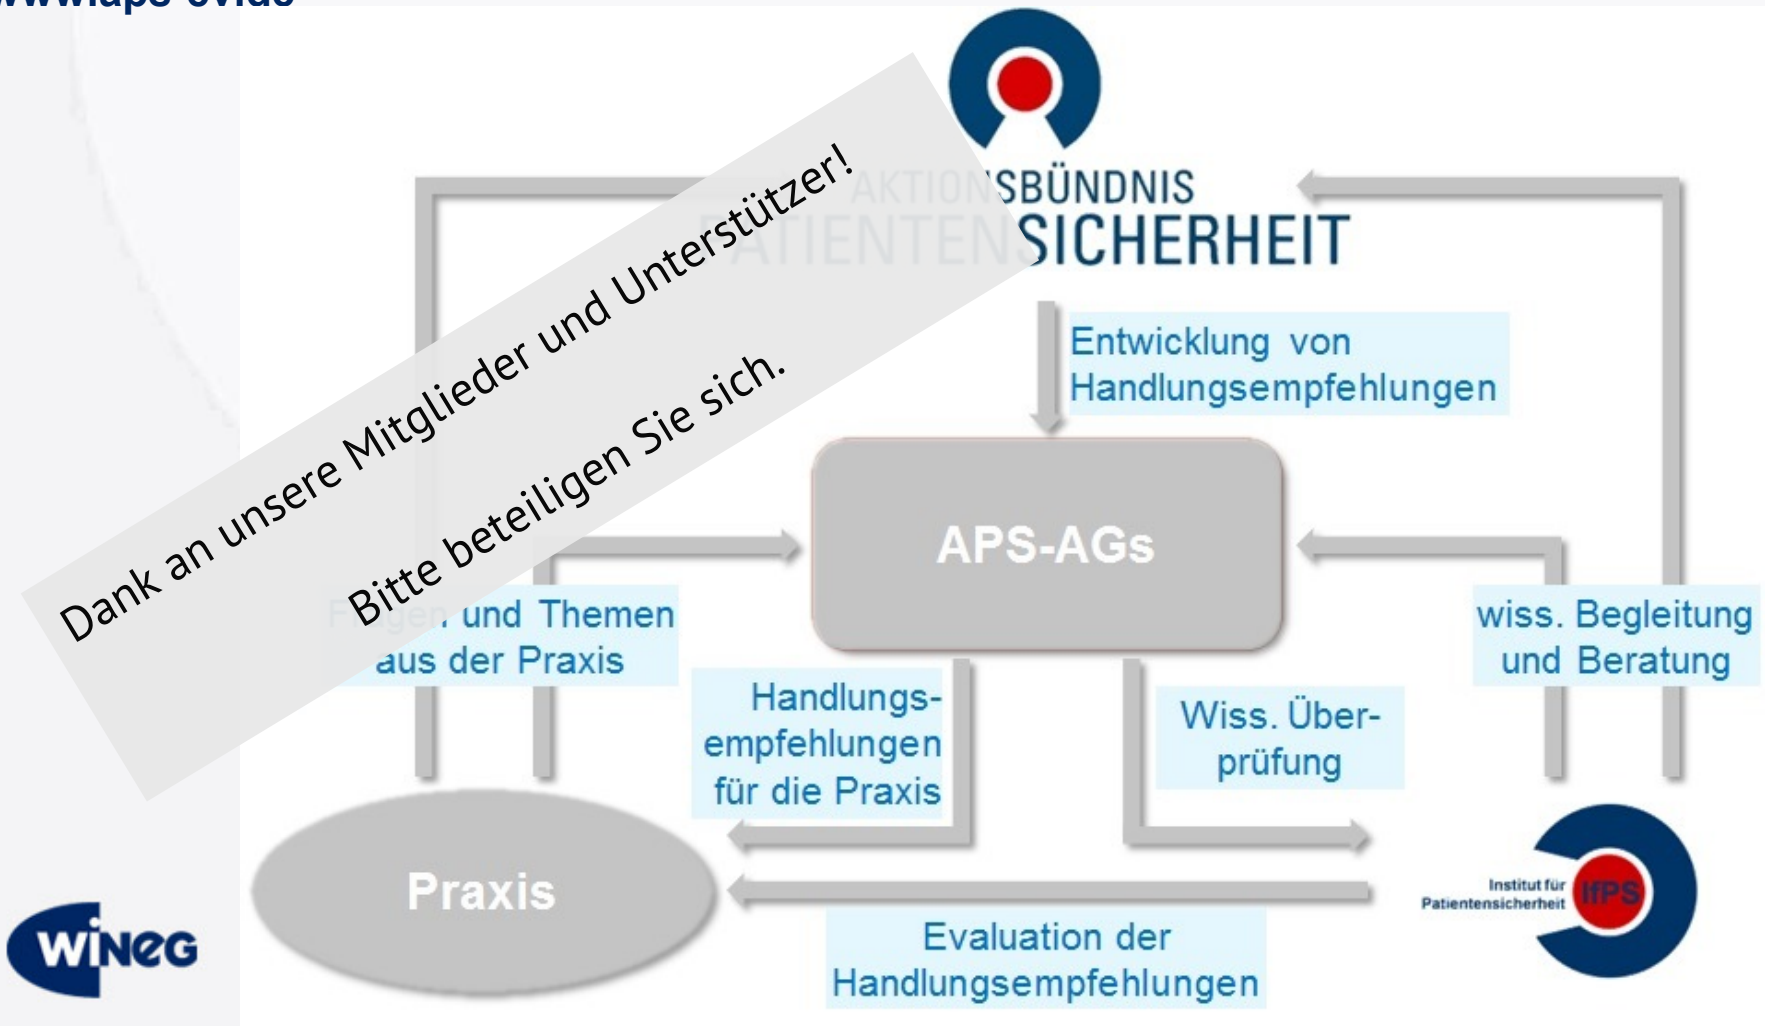 AKTIONSBÜNDNIS
PATIENTENSICHERHEIT
Dank an unsere Mitglieder und Unterstützer!
Bitte beteiligen Sie sich.
Entwicklung von
Handlungsempfehlungen
APS-AGs
Fragen und Themen
aus der Praxis
wiss. Begleitung
und Beratung
Handlungs-
empfehlungen
für die Praxis
Wiss. Über-
prüfung
Praxis
Institut für
Patientensicherheit
IfPS
Evaluation der
Handlungsempfehlungen
WINEG